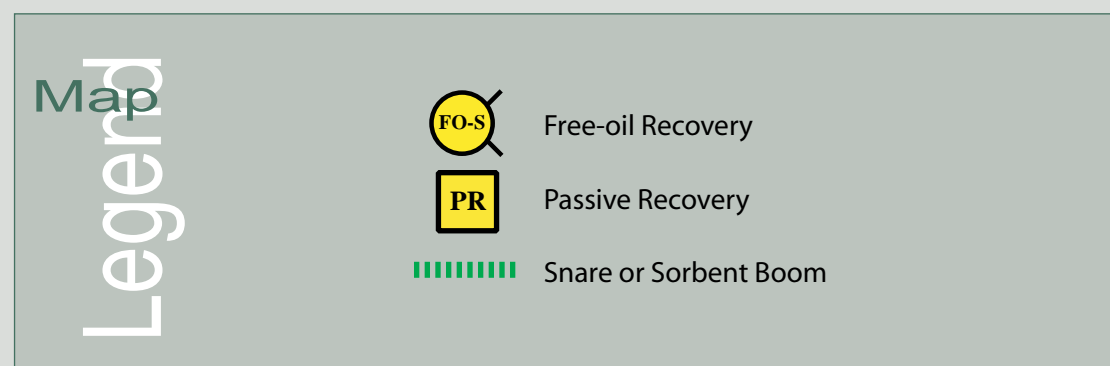 Map
Legend
FO-S Free-oil Recovery
PR Passive Recovery
Snare or Sorbent Boom